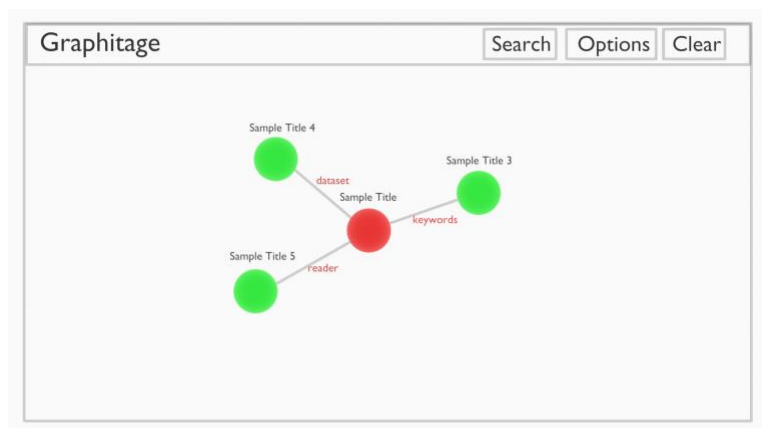 Graphitage
Search
Options
Clear
Sample Title 4
Sample Title 3
dataset
Sample Title
keywords
Sample Title 5
reader